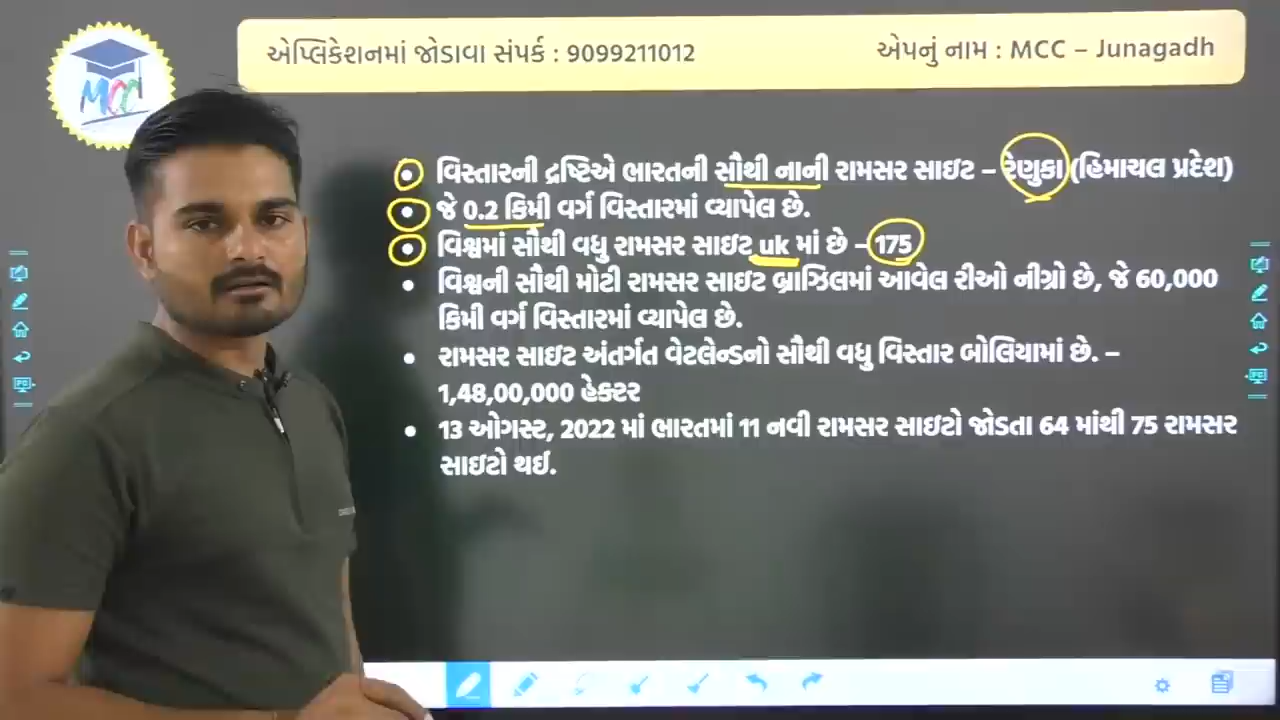 MCC
એપ્લિકેશનમાં જોડાવા સંપર્ક : 9099211012
એપનું નામ : MCC – Junagadh
• વિસ્તારની દ્રષ્ટિએ ભારતની સૌથી નાની રામસર સાઇટ – રેણુકા (હિમાચલ પ્રદેશ)
• જે 0.2 કિમી વર્ગ વિસ્તારમાં વ્યાપેલ છે.
• વિશ્વમાં સૌથી વધુ રામસર સાઇટ uk માં છે – 175
• વિશ્વની સૌથી મોટી રામસર સાઇટ બ્રાઝિલમાં આવેલ રીઓ નીગ્રો છે, જે 60,000
કિમી વર્ગ વિસ્તારમાં વ્યાપેલ છે.
• રામસર સાઇટ અંતર્ગત વેટલેન્ડનો સૌથી વધુ વિસ્તાર બોલિયામાં છે. –
1,48,00,000 હેક્ટર
• 13 ઓગસ્ટ, 2022 માં ભારતમાં 11 નવી રામસર સાઇટો જોડતા 64 માંથી 75 રામસર
સાઇટો થઇ.